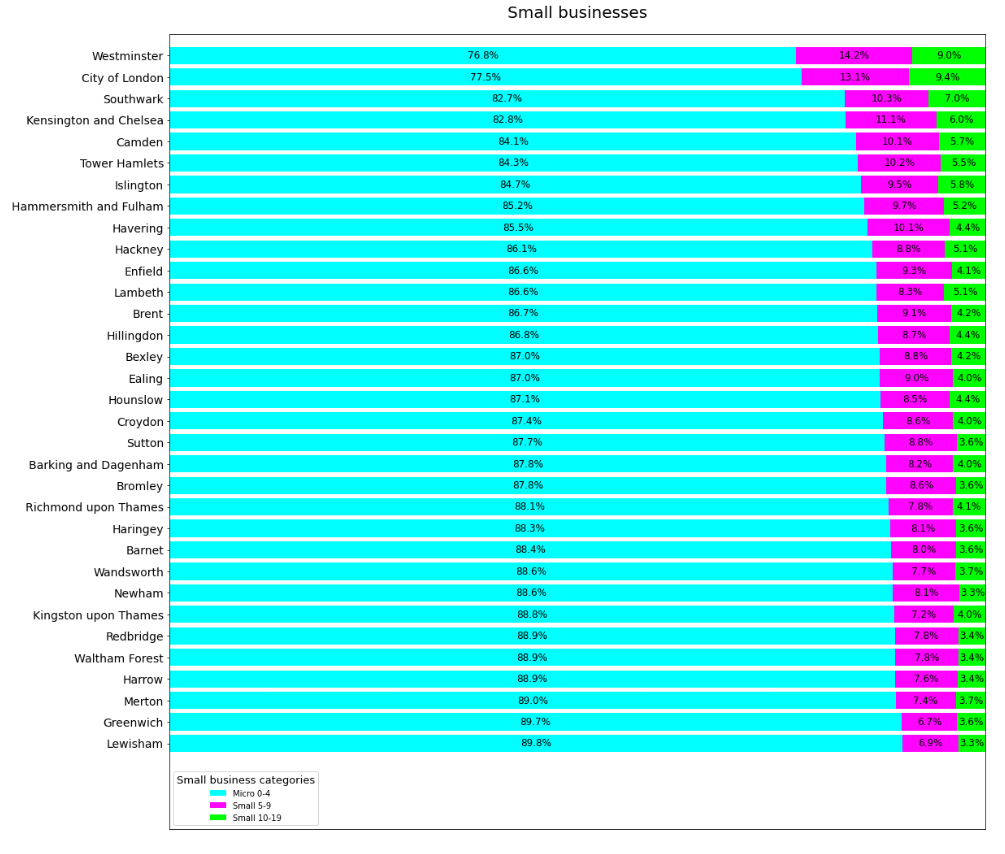 Small businesses
Westminster 76.8% 14.2% 9.0%
City of London 77.5% 13.1% 9.4%
Southwark 82.7% 10.3% 7.0%
Kensington and Chelsea 82.8% 11.1% 6.0%
Camden 84.1% 10.1% 5.7%
Tower Hamlets 84.3% 10.2% 5.5%
Islington 84.7% 9.5% 5.8%
Hammersmith and Fulham 85.2% 9.7% 5.2%
Havering 85.5% 10.1% 4.4%
Hackney 86.1% 8.8% 5.1%
Enfield 86.6% 9.3% 4.1%
Lambeth 86.6% 8.3% 5.1%
Brent 86.7% 9.1% 4.2%
Hillingdon 86.8% 8.7% 4.4%
Bexley 87.0% 8.8% 4.2%
Ealing 87.0% 9.0% 4.0%
Hounslow 87.1% 8.5% 4.4%
Croydon 87.4% 8.6% 4.0%
Sutton 87.7% 8.8% 3.6%
Barking and Dagenham 87.8% 8.2% 4.0%
Bromley 87.8% 8.6% 3.6%
Richmond upon Thames 88.1% 7.8% 4.1%
Haringey 88.3% 8.1% 3.6%
Barnet 88.4% 8.0% 3.6%
Wandsworth 88.6% 7.7% 3.7%
Newham 88.6% 8.1% 3.3%
Kingston upon Thames 88.8% 7.2% 4.0%
Redbridge 88.9% 7.8% 3.4%
Waltham Forest 88.9% 7.8% 3.4%
Harrow 88.9% 7.6% 3.4%
Merton 89.0% 7.4% 3.7%
Greenwich 89.7% 6.7% 3.6%
Lewisham 89.8% 6.9% 3.3%
Small business categories
Micro 0-4
Small 5-9
Small 10-19